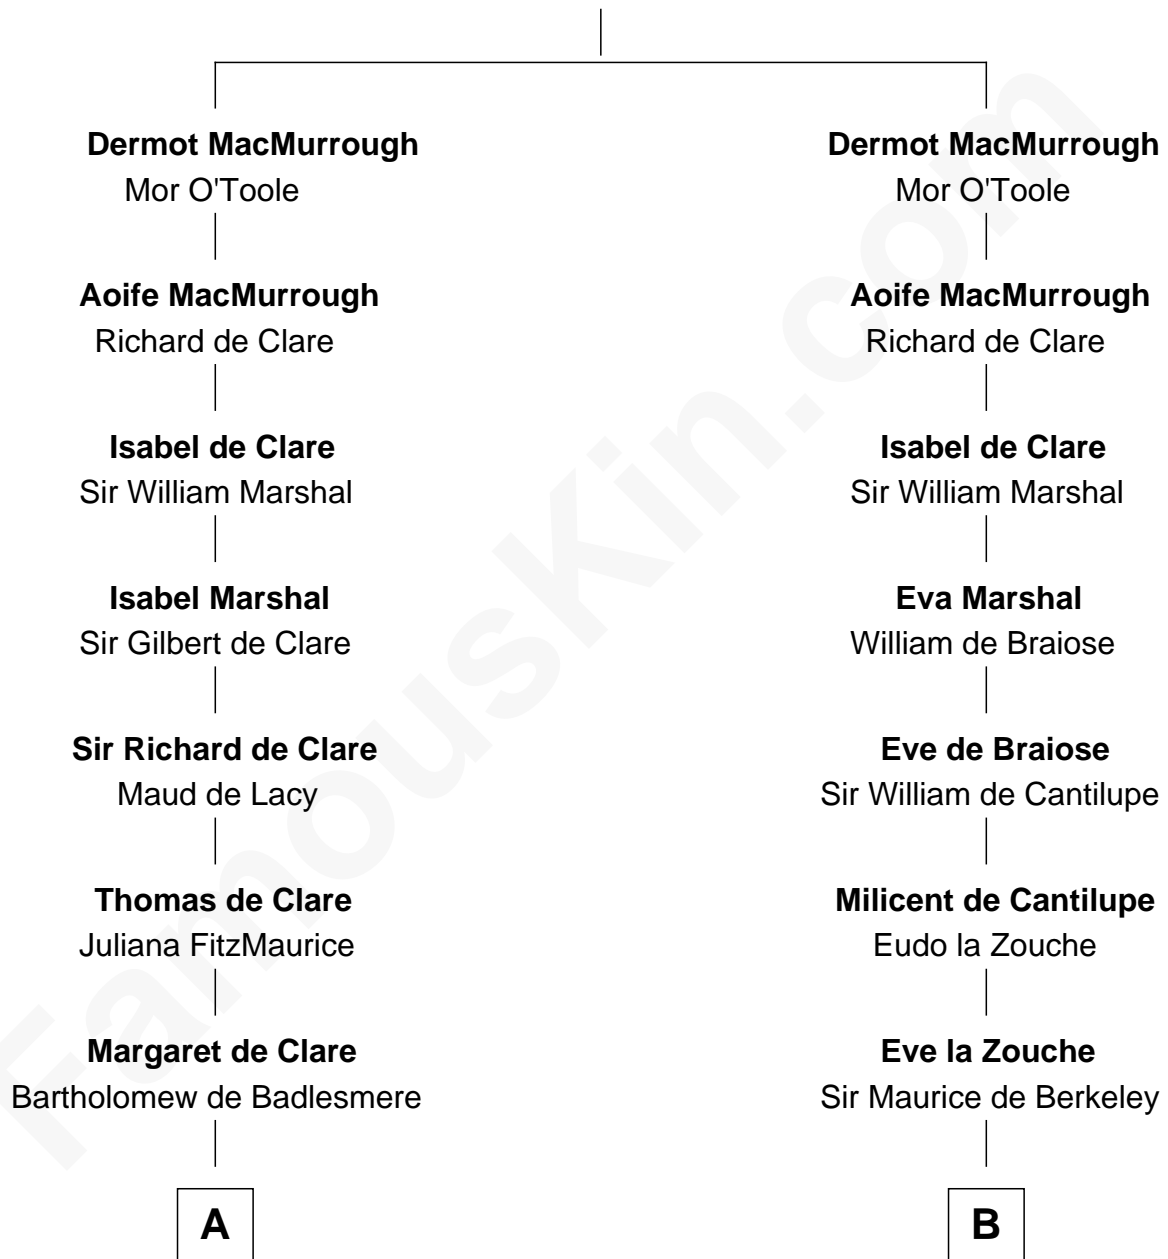 Dermot MacMurrough
Mor O'Toole
Aoife MacMurrough
Richard de Clare
Isabel de Clare
Sir William Marshal
Isabel Marshal
Sir Gilbert de Clare
Sir Richard de Clare
Maud de Lacy
Thomas de Clare
Juliana FitzMaurice
Margaret de Clare
Bartholomew de Badlesmere
A
Dermot MacMurrough
Mor O'Toole
Aoife MacMurrough
Richard de Clare
Isabel de Clare
Sir William Marshal
Eva Marshal
William de Braiose
Eve de Braiose
Sir William de Cantilupe
Milicent de Cantilupe
Eudo la Zouche
Eve la Zouche
Sir Maurice de Berkeley
B
FamousKin.com